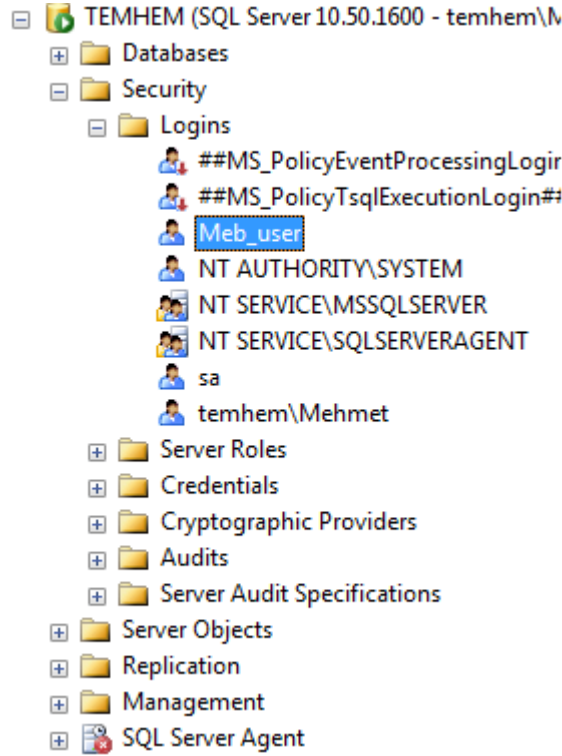 TEMHEM (SQL Server 10.50.1600 - temhem\M
Databases
Security
Logins
##MS_PolicyEventProcessingLogin
##MS_PolicyTsqlExecutionLogin##
Meb_user
NT AUTHORITY\SYSTEM
NT SERVICE\MSSQLSERVER
NT SERVICE\SQLSERVERAGENT
sa
temhem\Mehmet
Server Roles
Credentials
Cryptographic Providers
Audits
Server Audit Specifications
Server Objects
Replication
Management
SQL Server Agent